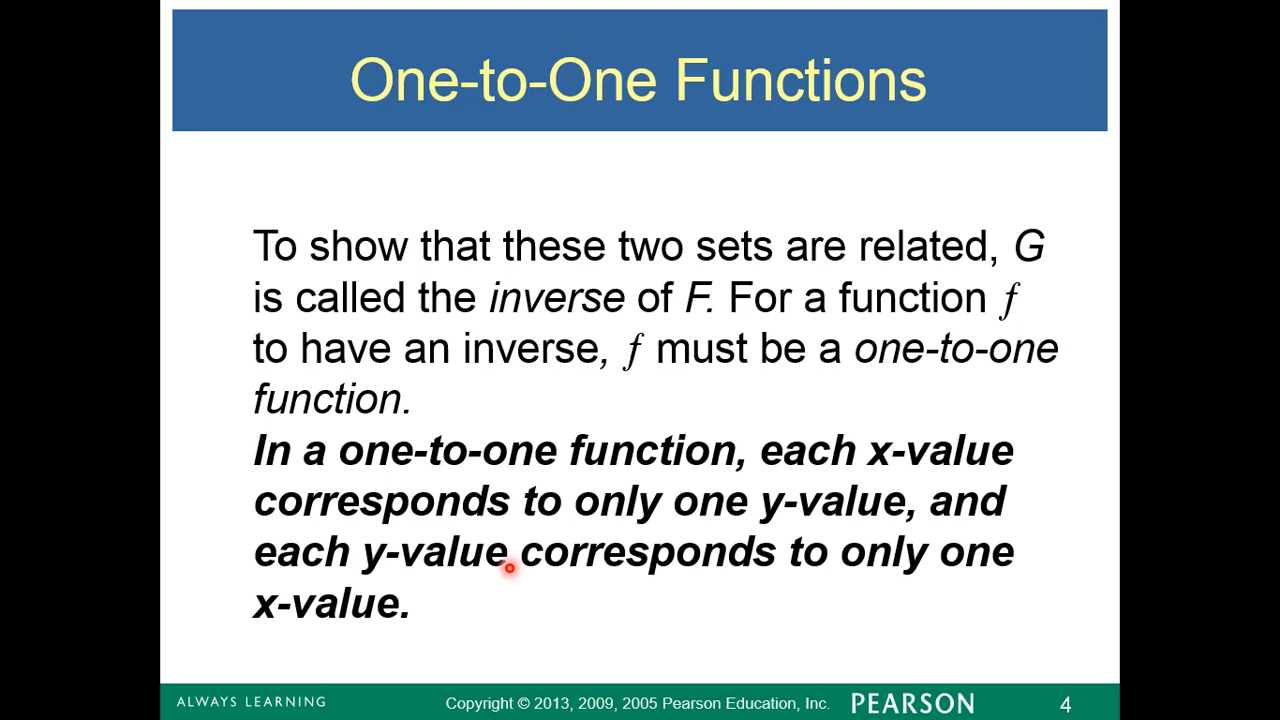 One-to-One Functions
To show that these two sets are related, G
is called the inverse of F. For a function f
to have an inverse, f must be a one-to-one
function.
In a one-to-one function, each x-value
corresponds to only one y-value, and
each y-value corresponds to only one
x-value.
ALWAYS LEARNING
Copyright © 2013, 2009, 2005 Pearson Education, Inc.
PEARSON
4